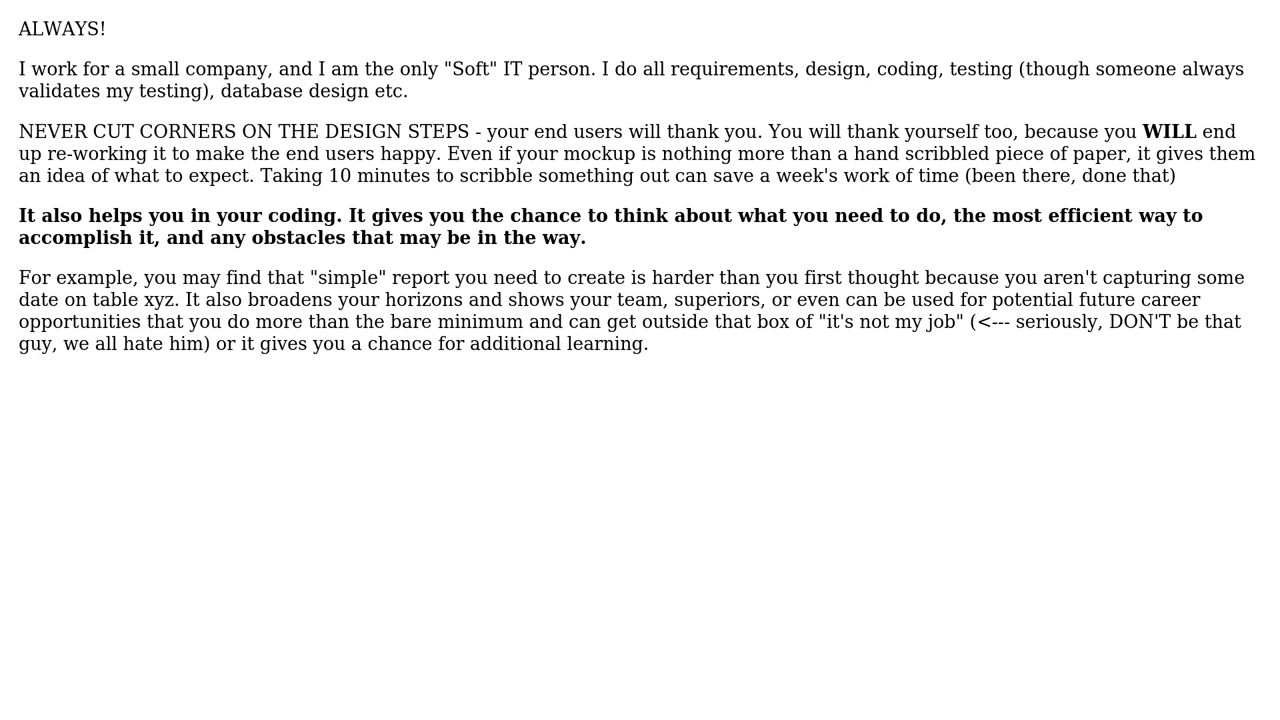 ALWAYS!
I work for a small company, and I am the only "Soft" IT person. I do all requirements, design, coding, testing (though someone always
validates my testing), database design etc.
NEVER CUT CORNERS ON THE DESIGN STEPS - your end users will thank you. You will thank yourself too, because you WILL end
up re-working it to make the end users happy. Even if your mockup is nothing more than a hand scribbled piece of paper, it gives them
an idea of what to expect. Taking 10 minutes to scribble something out can save a week's work of time (been there, done that)
It also helps you in your coding. It gives you the chance to think about what you need to do, the most efficient way to
accomplish it, and any obstacles that may be in the way.
For example, you may find that "simple" report you need to create is harder than you first thought because you aren't capturing some
date on table xyz. It also broadens your horizons and shows your team, superiors, or even can be used for potential future career
opportunities that you do more than the bare minimum and can get outside that box of "it's not my job" (<--- seriously, DON'T be that
guy, we all hate him) or it gives you a chance for additional learning.